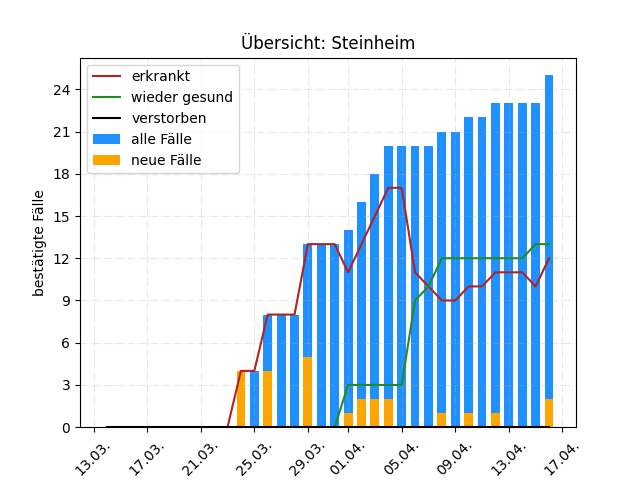 Übersicht: Steinheim
erkrankt
wieder gesund
verstorben
alle Fälle
neue Fälle
bestätigte Fälle
24
21
18
15
12
9
6
3
0
13.03.
17.03.
21.03.
25.03.
29.03.
01.04.
05.04.
09.04.
13.04.
17.04.